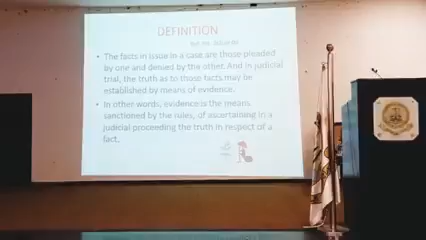 DEFINITION
• The facts in issue in a case are those pleaded
by one and denied by the other. And in judicial
trial, the truth as to those facts may be
established by means of evidence.
• In other words, evidence is the means
sanctioned by the rules, of ascertaining in a
judicial proceeding the truth in respect of a
fact.